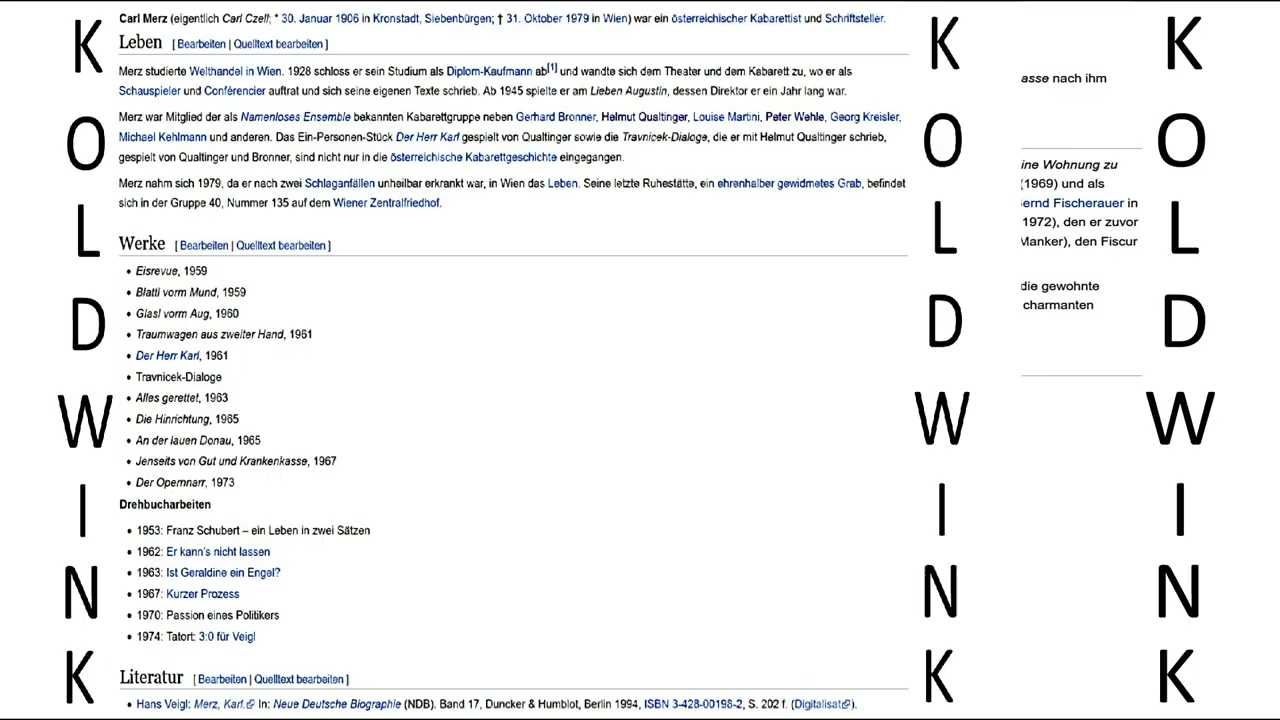 Carl Merz (eigentlich Carl Czell; * 30. Januar 1906 in Kronstadt, Siebenbürgen; † 31. Oktober 1979 in Wien) war ein österreichischer Kabarettist und Schriftsteller.
Leben [ Bearbeiten | Quelltext bearbeiten ]
Merz studierte Welthandel in Wien. 1928 schloss er sein Studium als Diplom-Kaufmann ab[1] und wandte sich dem Theater und dem Kabarett zu, wo er als
Schauspieler und Conférencier auftrat und sich seine eigenen Texte schrieb. Ab 1945 spielte er am Lieben Augustin, dessen Direktor er ein Jahr lang war.
Merz war Mitglied der als Namenloses Ensemble bekannten Kabarettgruppe neben Gerhard Bronner, Helmut Qualtinger, Louise Martini, Peter Wehle, Georg Kreisler,
Michael Kehlmann und anderen. Das Ein-Personen-Stück Der Herr Karl gespielt von Qualtinger sowie die Travnicek-Dialoge, die er mit Helmut Qualtinger schrieb,
gespielt von Qualtinger und Bronner, sind nicht nur in die österreichische Kabarettgeschichte eingegangen.
Merz nahm sich 1979, da er nach zwei Schlaganfällen unheilbar erkrankt war, in Wien das Leben. Seine letzte Ruhestätte, ein ehrenhalber gewidmetes Grab, befindet
sich in der Gruppe 40, Nummer 135 auf dem Wiener Zentralfriedhof.
Werke [ Bearbeiten | Quelltext bearbeiten ]
• Eisrevue, 1959
• Blattl vorm Mund, 1959
• Glasl vorm Aug, 1960
• Traumwagen aus zweiter Hand, 1961
• Der Herr Karl, 1961
• Travnicek-Dialoge
• Alles gerettet, 1963
• Die Hinrichtung, 1965
• An der lauen Donau, 1965
• Jenseits von Gut und Krankenkasse, 1967
• Der Opernnarr, 1973
Drehbucharbeiten
• 1953: Franz Schubert – ein Leben in zwei Sätzen
• 1962: Er kann's nicht lassen
• 1963: Ist Geraldine ein Engel?
• 1967: Kurzer Prozess
• 1970: Passion eines Politikers
• 1974: Tatort: 3:0 für Veigl
Literatur [ Bearbeiten | Quelltext bearbeiten ]
• Hans Veigl: Merz, Karl. In: Neue Deutsche Biographie (NDB). Band 17, Duncker & Humblot, Berlin 1994, ISBN 3-428-00198-2, S. 202 f. (Digitalisat).
K
O
L
D
W
I
N
K
K
O
L
D
W
I
N
K
asse nach ihm
ine Wohnung zu
(1969) und als
ernd Fischerauer in
1972), den er zuvor
Manker), den Fiscur
die gewohnte
charmanten
K
O
L
D
W
I
N
K